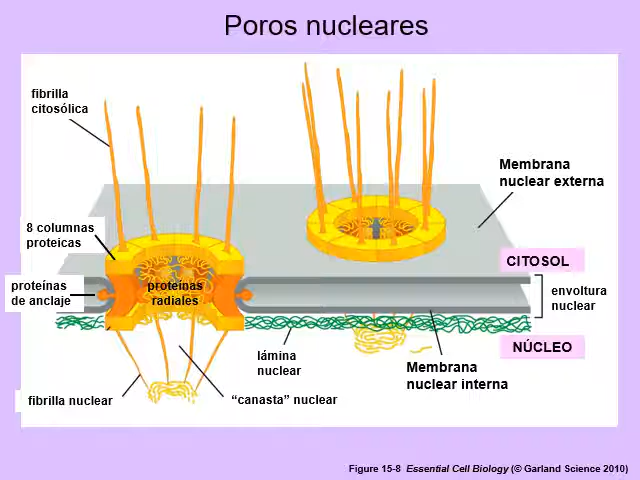 Poros nucleares
fibrilla
citosólica
Membrana
nuclear externa
8 columnas
proteicas
CITOSOL
proteínas
de anclaje
proteínas
radiales
envoltura
nuclear
lámina
nuclear
NÚCLEO
Membrana
nuclear interna
fibrilla nuclear
“canasta” nuclear
Figure 15-8 Essential Cell Biology (© Garland Science 2010)